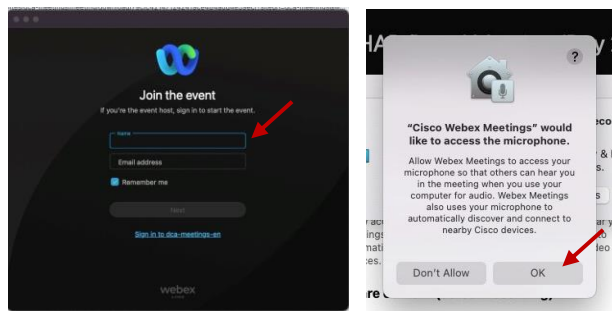 Join the event
If you're the event host, sign in to start the event.
Name
Email address
Remember me
Next
Sign in to dca-meetings-en
webex
?
"Cisco Webex Meetings" would
like to access the microphone.
Allow Webex Meetings to access your
microphone so that others can hear you
in the meeting when you use your
computer for audio. Webex Meetings
also uses your microphone to
automatically discover and connect to
nearby Cisco devices.
Don't Allow
OK